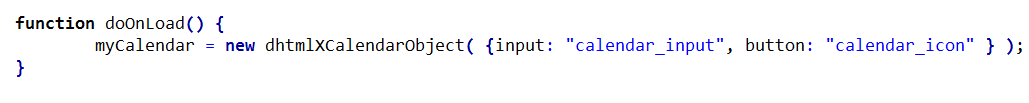 function doOnLoad() {
        myCalendar = new dhtmlXCalendarObject( {input: "calendar_input", button: "calendar_icon" } );
}